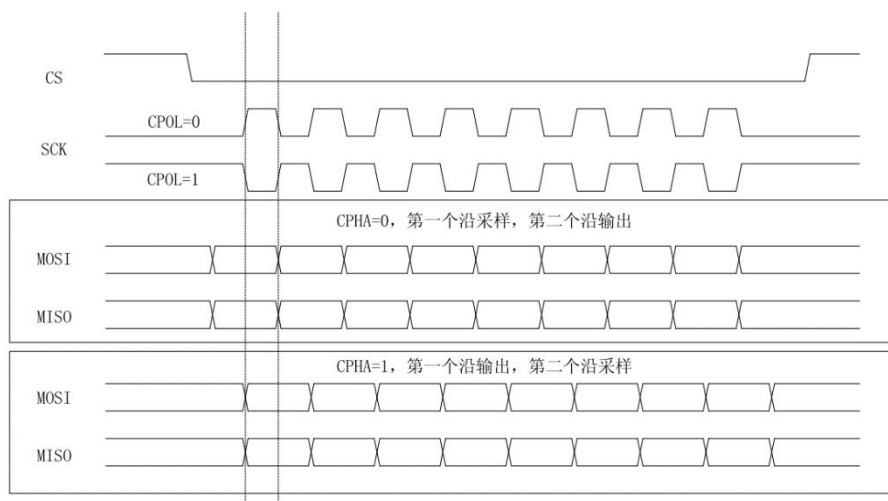 CS
CPOL=0
SCK
CPOL=1
CPHA=0，第一个沿采样，第二个沿输出
MOSI
MISO
CPHA=1，第一个沿输出，第二个沿采样
MOSI
MISO